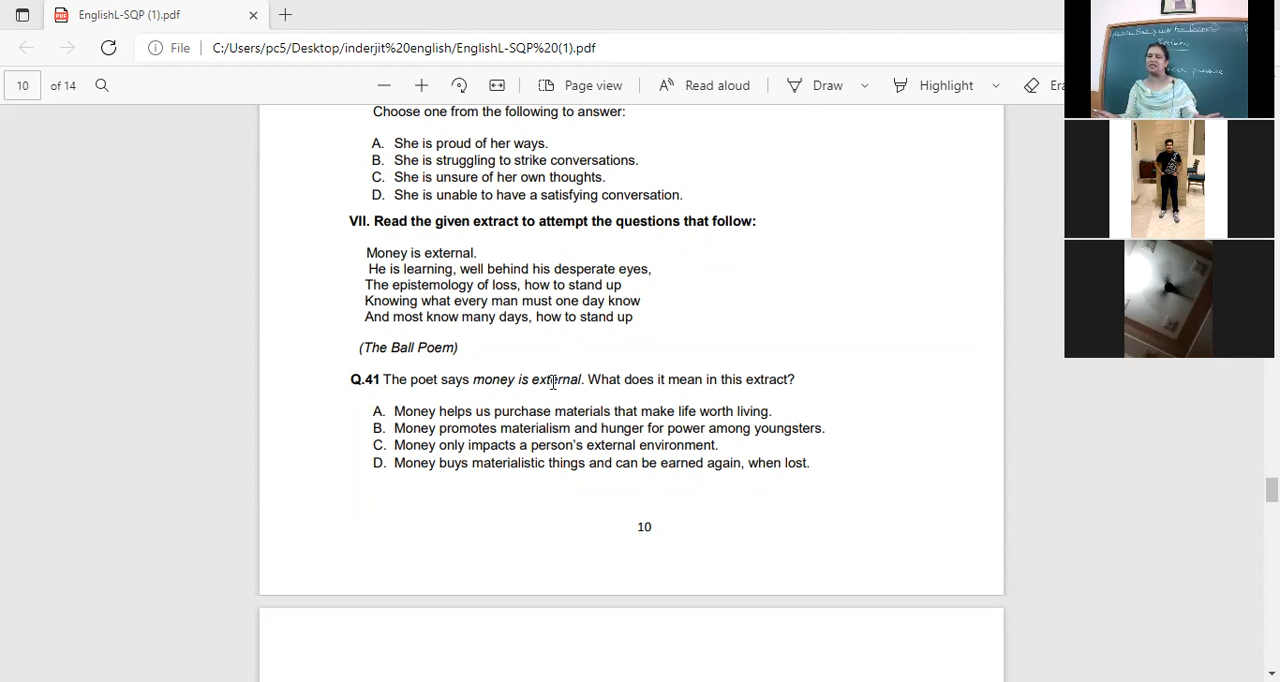 EnglishL-SQP (1).pdf
File C:/Users/pc5/Desktop/inderjit%20english/EnglishL-SQP%20(1).pdf
10 of 14 Page view Read aloud Draw Highlight
Choose one from the following to answer:
A. She is proud of her ways.
B. She is struggling to strike conversations.
C. She is unsure of her own thoughts.
D. She is unable to have a satisfying conversation.
VII. Read the given extract to attempt the questions that follow:
Money is external.
He is learning, well behind his desperate eyes,
The epistemology of loss, how to stand up
Knowing what every man must one day know
And most know many days, how to stand up
(The Ball Poem)
Q.41 The poet says money is external. What does it mean in this extract?
A. Money helps us purchase materials that make life worth living.
B. Money promotes materialism and hunger for power among youngsters.
C. Money only impacts a person's external environment.
D. Money buys materialistic things and can be earned again, when lost.
10
pressure